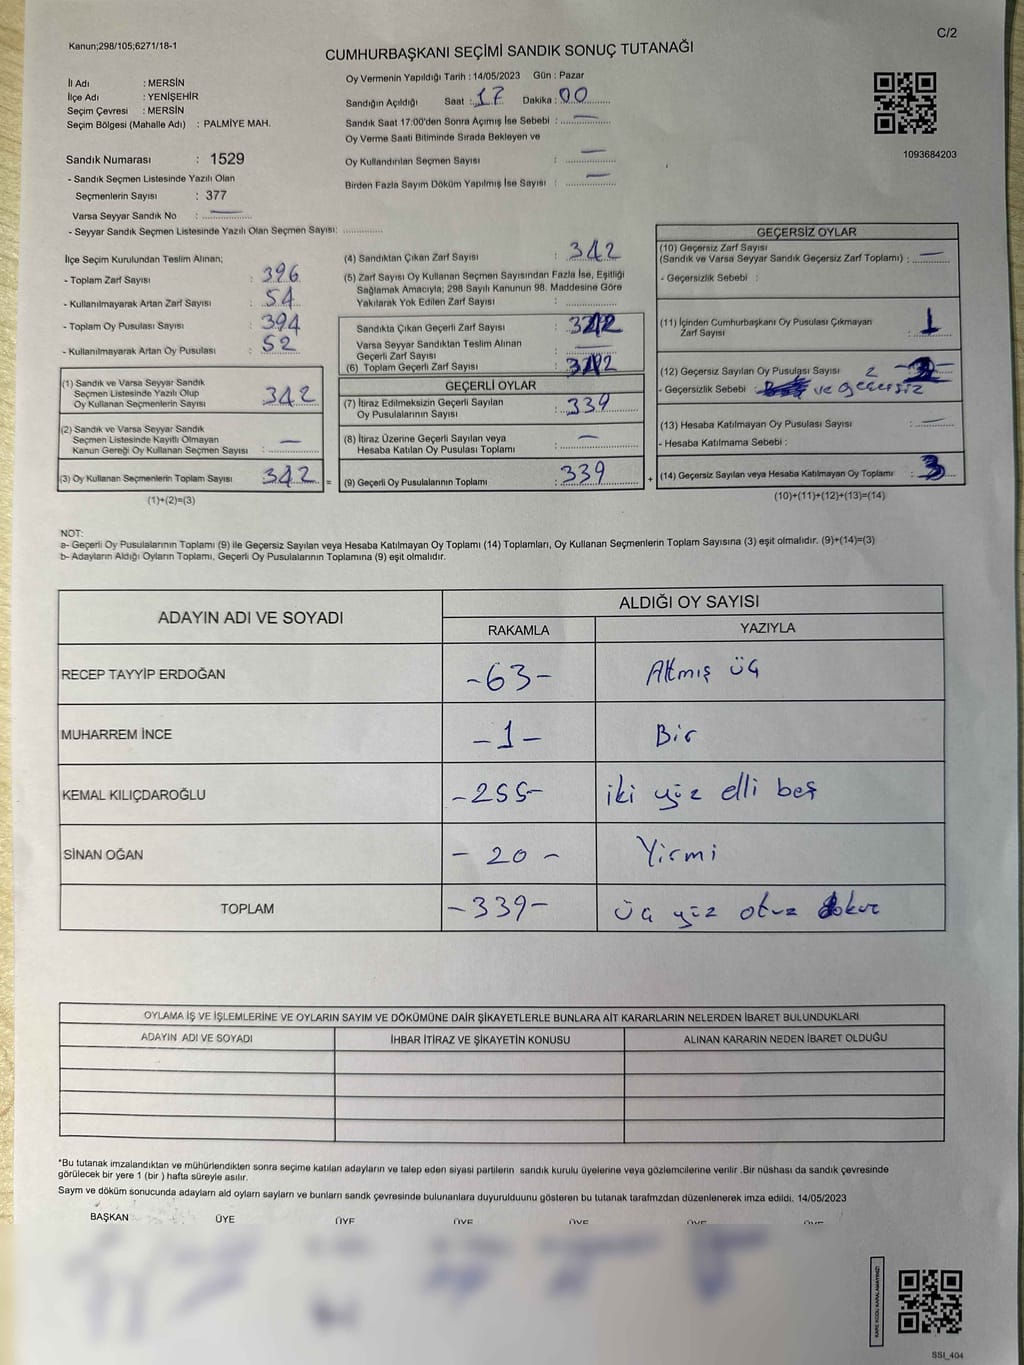 Kanun;298/105;6271/18-1
C/2
CUMHURBAŞKANI SEÇİMİ SANDIK SONUÇ TUTANAĞI
İl Adı : MERSİN
İlçe Adı : YENİŞEHİR
Seçim Çevresi : MERSİN
Seçim Bölgesi (Mahalle Adı) : PALMİYE MAH.
Oy Vermenin Yapıldığı Tarih : 14/05/2023 Gün : Pazar
Sandığın Açıldığı Saat : 17 Dakika : 00
Sandık Saat 17:00'den Sonra Açımış İse Sebebi : —
Oy Verme Saati Bitiminde Sırada Bekleyen ve
Oy Kullandırılan Seçmen Sayısı : —
Birden Fazla Sayım Döküm Yapılmış İse Sayısı : —
1093684203
Sandık Numarası : 1529
- Sandık Seçmen Listesinde Yazılı Olan
Seçmenlerin Sayısı : 377
Varsa Seyyar Sandık No : —
- Seyyar Sandık Seçmen Listesinde Yazılı Olan Seçmen Sayısı:
İlçe Seçim Kurulundan Teslim Alınan;
- Toplam Zarf Sayısı : 396
- Kullanılmayarak Artan Zarf Sayısı : 54
- Toplam Oy Pusulası Sayısı : 394
- Kullanılmayarak Artan Oy Pusulası : 52
(1) Sandık ve Varsa Seyyar Sandık
Seçmen Listesinde Yazılı Olup
Oy Kullanan Seçmenlerin Sayısı : 342
(2) Sandık ve Varsa Seyyar Sandık
Seçmen Listesinde Kayıtlı Olmayan
Kanun Gereği Oy Kullanan Seçmen Sayısı : —
(3) Oy Kullanan Seçmenlerin Toplam Sayısı : 342 =
(1)+(2)=(3)
(4) Sandıktan Çıkan Zarf Sayısı : 342
(5) Zarf Sayısı Oy Kullanan Seçmen Sayısından Fazla İse, Eşitliği
Sağlamak Amacıyla; 298 Sayılı Kanunun 98. Maddesine Göre
Yakılarak Yok Edilen Zarf Sayısı :
Sandıkta Çıkan Geçerli Zarf Sayısı : 342
Varsa Seyyar Sandıktan Teslim Alınan
Geçerli Zarf Sayısı : —
(6) Toplam Geçerli Zarf Sayısı : 342
GEÇERLİ OYLAR
(7) İtiraz Edilmeksizin Geçerli Sayılan
Oy Pusulalarının Sayısı : 339
(8) İtiraz Üzerine Geçerli Sayılan veya
Hesaba Katılan Oy Pusulası Toplamı : —
(9) Geçerli Oy Pusulalarının Toplamı : 339 +
GEÇERSİZ OYLAR
(10) Geçersiz Zarf Sayısı
(Sandık ve Varsa Seyyar Sandık Geçersiz Zarf Toplamı) : —
- Geçersizlik Sebebi :
(11) İçinden Cumhurbaşkanı Oy Pusulası Çıkmayan
Zarf Sayısı : 1
(12) Geçersiz Sayılan Oy Pusulası Sayısı : 2
- Geçersizlik Sebebi : ve geçersiz
(13) Hesaba Katılmayan Oy Pusulası Sayısı : —
- Hesaba Katılmama Sebebi :
(14) Geçersiz Sayılan veya Hesaba Katılmayan Oy Toplamı : 3
(10)+(11)+(12)+(13)=(14)
NOT:
a- Geçerli Oy Pusulalarının Toplamı (9) ile Geçersiz Sayılan veya Hesaba Katılmayan Oy Toplamı (14) Toplamları, Oy Kullanan Seçmenlerin Toplam Sayısına (3) eşit olmalıdır. (9)+(14)=(3)
b- Adayların Aldığı Oyların Toplamı, Geçerli Oy Pusulalarının Toplamına (9) eşit olmalıdır.
ADAYIN ADI VE SOYADI
ALDIĞI OY SAYISI
RAKAMLA YAZIYLA
RECEP TAYYİP ERDOĞAN -63- Altmış üç
MUHARREM İNCE -1- Bir
KEMAL KILIÇDAROĞLU -255- iki yüz elli beş
SİNAN OĞAN - 20 - Yirmi
TOPLAM -339- üç yüz otuz dokuz
OYLAMA İŞ VE İŞLEMLERİNE VE OYLARIN SAYIM VE DÖKÜMÜNE DAİR ŞİKAYETLERLE BUNLARA AİT KARARLARIN NELERDEN İBARET BULUNDUKLARI
ADAYIN ADI VE SOYADI İHBAR İTİRAZ VE ŞİKAYETİN KONUSU ALINAN KARARIN NEDEN İBARET OLDUĞU
*Bu tutanak imzalandıktan ve mühürlendikten sonra seçime katılan adayların ve talep eden siyasi partilerin sandık kurulu üyelerine veya gözlemcilerine verilir .Bir nüshası da sandık çevresinde
görülecek bir yere 1 (bir ) hafta süreyle asılır.
Sayım ve döküm sonucunda adayların ald oyların sayları ve bunların sandk çevresinde bulunanlara duyurulduunu gösteren bu tutanak tarafmzdan düzenlenerek imza edildi. 14/05/2023
BAŞKAN ÜYE ÜYE ÜYE ÜYE ÜYE ÜYE
KARE KODU KARALAMAYINIZ!
SSI_404